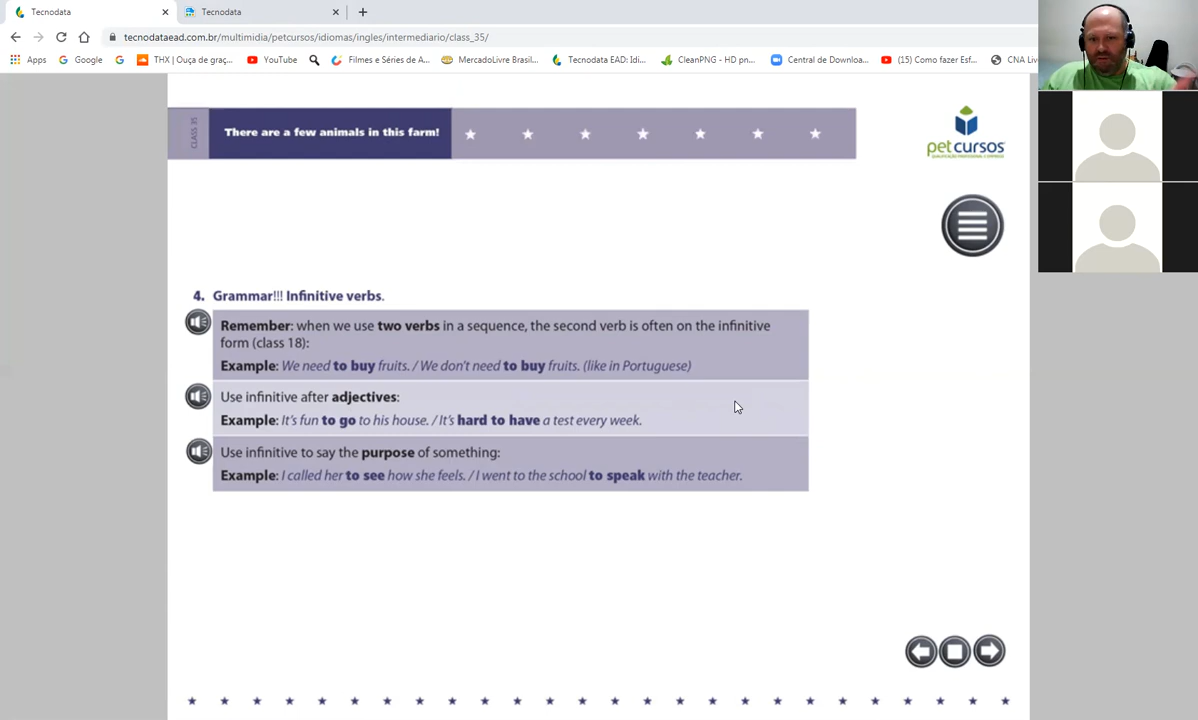 Tecnodata
Tecnodata
tecnodataead.com.br/multimidia/petcursos/idiomas/ingles/intermediario/class_35/
Apps
Google
THX | Ouça de graç...
YouTube
Filmes e Séries de A...
MercadoLivre Brasil...
Tecnodata EAD: Idi...
CleanPNG - HD pn...
Central de Downloa...
(15) Como fazer Esf...
CNA Liv
CLASS 35
There are a few animals in this farm!
petcursos
QUALIFICAÇÃO PROFISSIONAL E EMPREGO
4. Grammar!!! Infinitive verbs.
Remember: when we use two verbs in a sequence, the second verb is often on the infinitive
form (class 18):
Example: We need to buy fruits. / We don't need to buy fruits. (like in Portuguese)
Use infinitive after adjectives:
Example: It's fun to go to his house. / It's hard to have a test every week.
Use infinitive to say the purpose of something:
Example: I called her to see how she feels. / I went to the school to speak with the teacher.